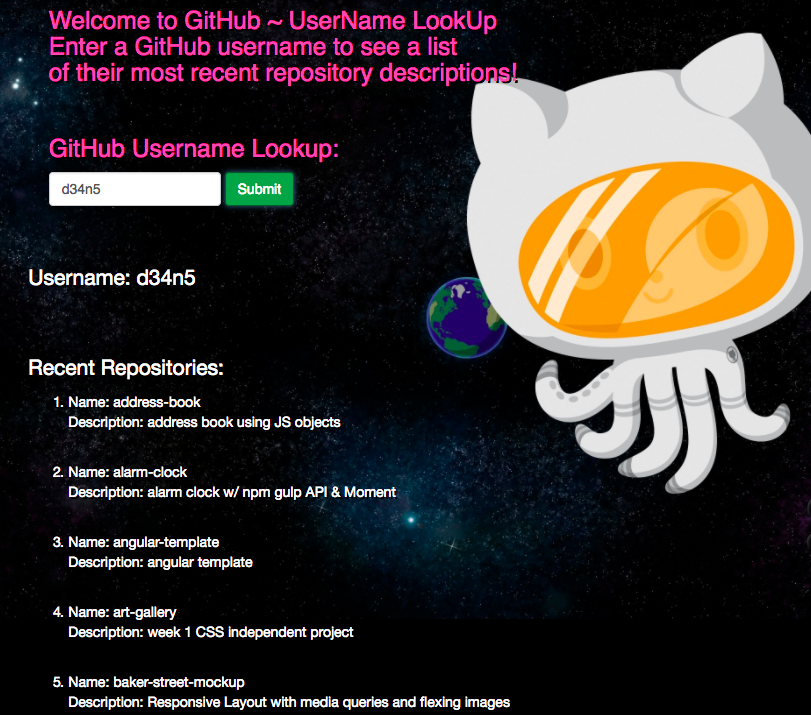 Welcome to GitHub ~ UserName LookUp
Enter a GitHub username to see a list
of their most recent repository descriptions!
GitHub Username Lookup:
d34n5 Submit
Username: d34n5
Recent Repositories:
1. Name: address-book
Description: address book using JS objects
2. Name: alarm-clock
Description: alarm clock w/ npm gulp API & Moment
3. Name: angular-template
Description: angular template
4. Name: art-gallery
Description: week 1 CSS independent project
5. Name: baker-street-mockup
Description: Responsive Layout with media queries and flexing images